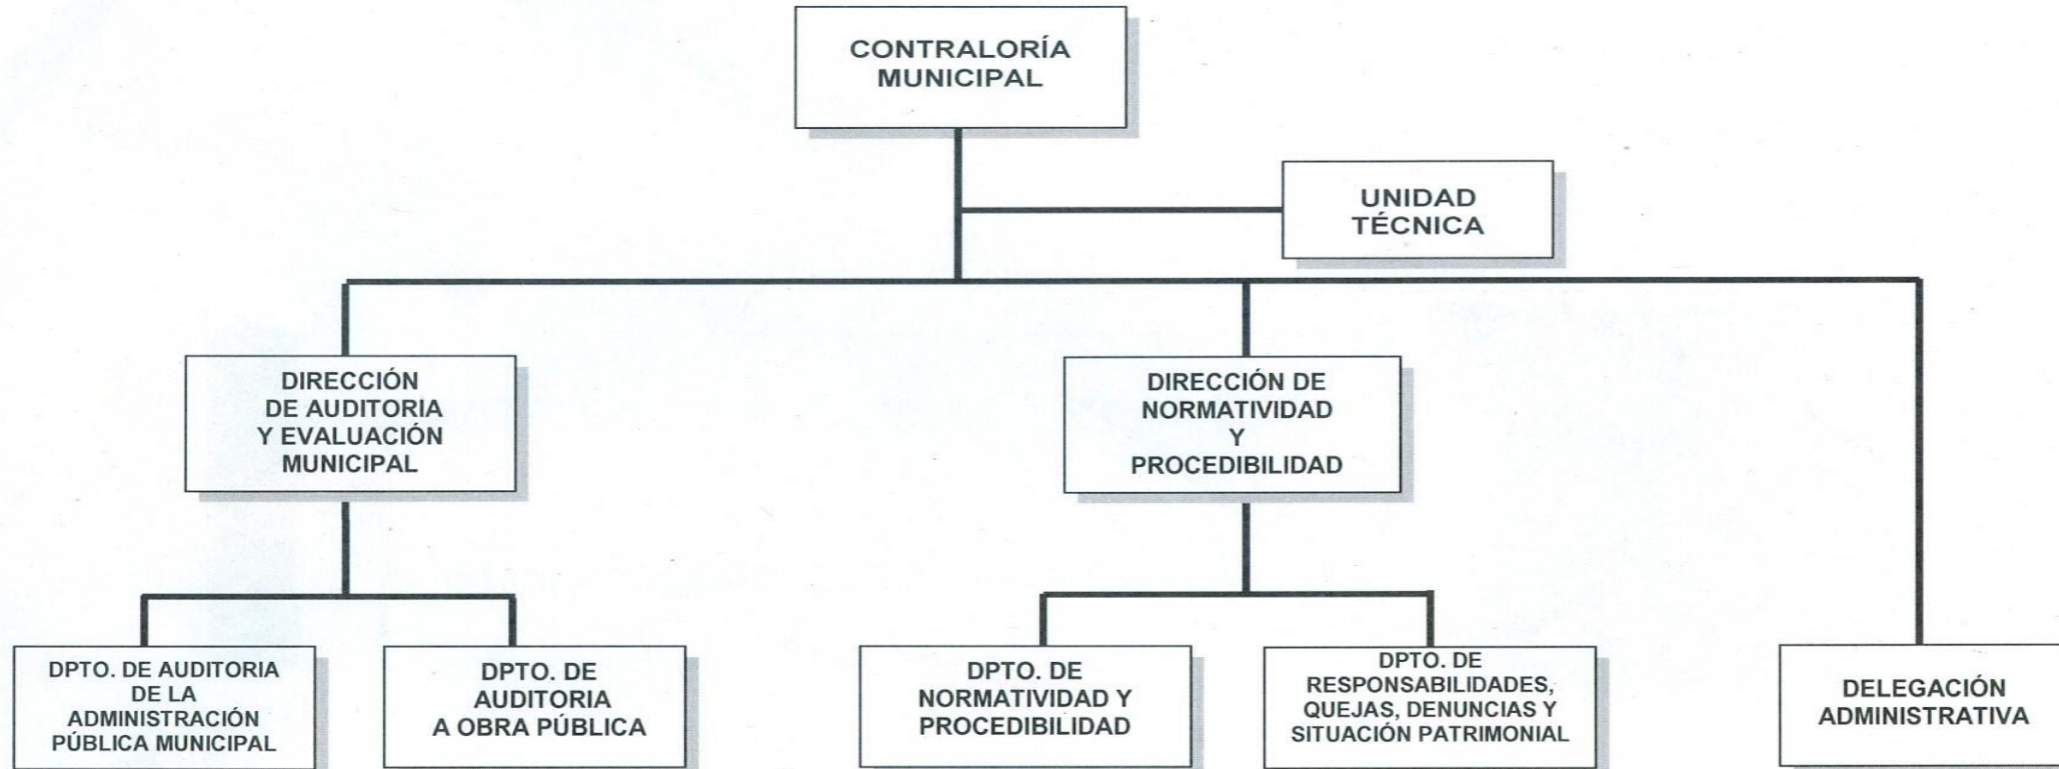 CONTRALORÍA
MUNICIPAL
UNIDAD
TÉCNICA
DIRECCIÓN
DE AUDITORIA
Y EVALUACIÓN
MUNICIPAL
DIRECCIÓN DE
NORMATIVIDAD
Y
PROCEDIBILIDAD
DPTO. DE AUDITORIA
DE LA
ADMINISTRACIÓN
PÚBLICA MUNICIPAL
DPTO. DE
AUDITORIA
A OBRA PÚBLICA
DPTO. DE
NORMATIVIDAD Y
PROCEDIBILIDAD
DPTO. DE
RESPONSABILIDADES,
QUEJAS, DENUNCIAS Y
SITUACIÓN PATRIMONIAL
DELEGACIÓN
ADMINISTRATIVA